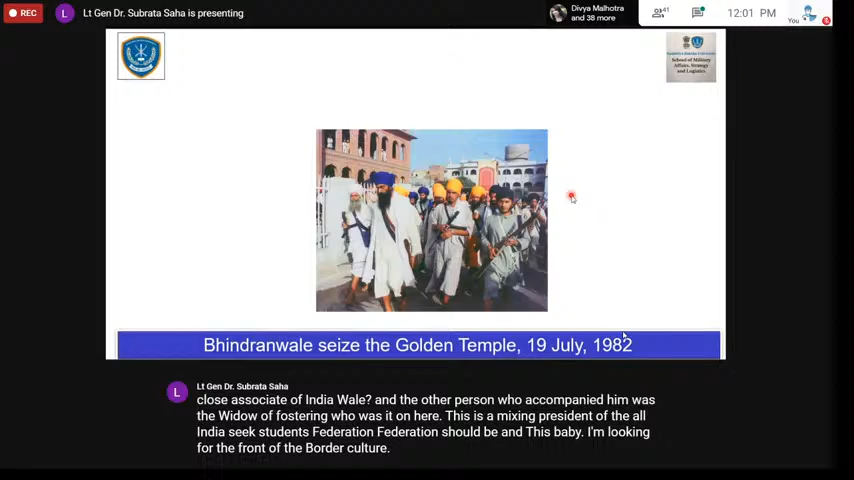 REC
L
Lt Gen Dr. Subrata Saha is presenting
Divya Malhotra
and 38 more
41
12:01 PM
You
School of Military
Affairs, Strategy
and Logistics
Bhindranwale seize the Golden Temple, 19 July, 1982
L
Lt Gen Dr. Subrata Saha
close associate of India Wale? and the other person who accompanied him was
the Widow of fostering who was it on here. This is a mixing president of the all
India seek students Federation Federation should be and This baby. I'm looking
for the front of the Border culture.